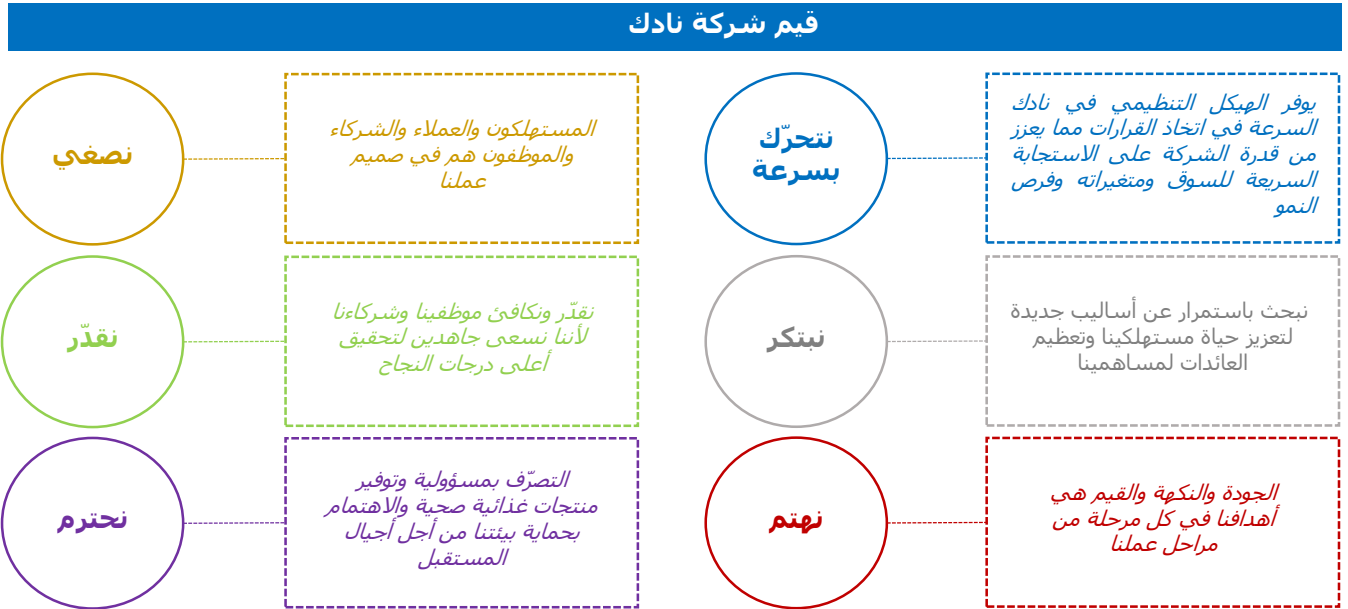 قيم شركة نادك
نتحرّك
بسرعة
يوفر الهيكل التنظيمي في نادك
السرعة في اتخاذ القرارات مما يعزز
من قدرة الشركة على الاستجابة
السريعة للسوق ومتغيراته وفرص
النمو
نصغي
المستهلكون والعملاء والشركاء
والموظفون هم في صميم
عملنا
نبتكر
نبحث باستمرار عن أساليب جديدة
لتعزيز حياة مستهلكينا وتعظيم
العائدات لمساهمينا
نقدّر
نقدّر ونكافئ موظفينا وشركاءنا
لأننا نسعى جاهدين لتحقيق
أعلى درجات النجاح
نهتم
الجودة والنكهة والقيم هي
أهدافنا في كل مرحلة من
مراحل عملنا
نحترم
التصرّف بمسؤولية وتوفير
منتجات غذائية صحية والاهتمام
بحماية بيئتنا من أجل أجيال
المستقبل